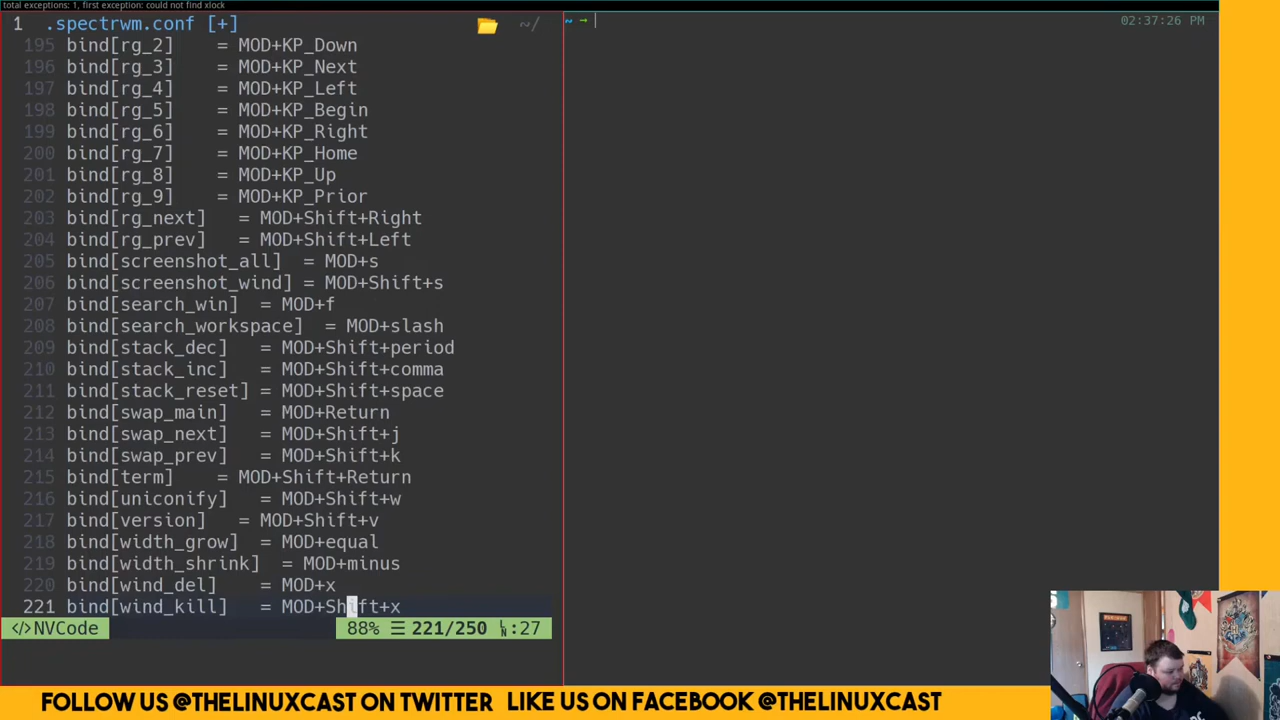 total exceptions: 1, first exception: could not find xlock
1 .spectrwm.conf [+] ~/
~ → 02:37:26 PM
195 bind[rg_2] = MOD+KP_Down
196 bind[rg_3] = MOD+KP_Next
197 bind[rg_4] = MOD+KP_Left
198 bind[rg_5] = MOD+KP_Begin
199 bind[rg_6] = MOD+KP_Right
200 bind[rg_7] = MOD+KP_Home
201 bind[rg_8] = MOD+KP_Up
202 bind[rg_9] = MOD+KP_Prior
203 bind[rg_next] = MOD+Shift+Right
204 bind[rg_prev] = MOD+Shift+Left
205 bind[screenshot_all] = MOD+s
206 bind[screenshot_wind] = MOD+Shift+s
207 bind[search_win] = MOD+f
208 bind[search_workspace] = MOD+slash
209 bind[stack_dec] = MOD+Shift+period
210 bind[stack_inc] = MOD+Shift+comma
211 bind[stack_reset] = MOD+Shift+space
212 bind[swap_main] = MOD+Return
213 bind[swap_next] = MOD+Shift+j
214 bind[swap_prev] = MOD+Shift+k
215 bind[term] = MOD+Shift+Return
216 bind[uniconify] = MOD+Shift+w
217 bind[version] = MOD+Shift+v
218 bind[width_grow] = MOD+equal
219 bind[width_shrink] = MOD+minus
220 bind[wind_del] = MOD+x
221 bind[wind_kill] = MOD+Shift+x
</>NVCode 88% ☰ 221/250 LN:27
FOLLOW US @THELINUXCAST ON TWITTER LIKE US ON FACEBOOK @THELINUXCAST